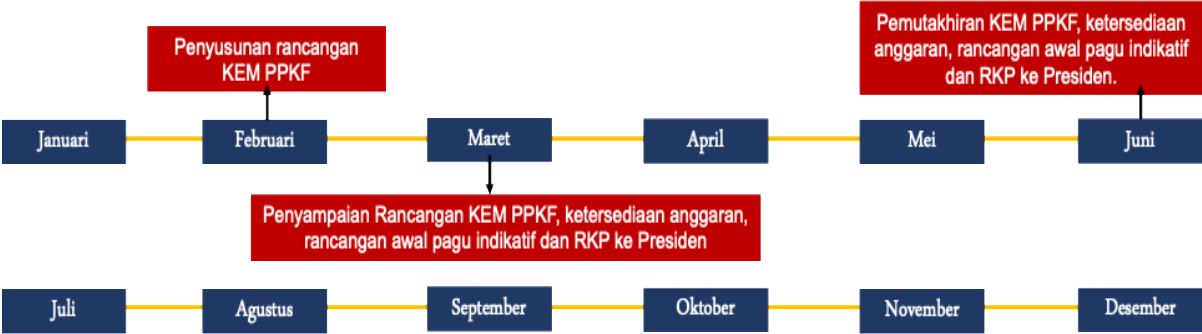 Penyusunan rancangan
KEM PPKF
Pemutakhiran KEM PPKF, ketersediaan
anggaran, rancangan awal pagu indikatif
dan RKP ke Presiden.
Januari
Februari
Maret
April
Mei
Juni
Penyampaian Rancangan KEM PPKF, ketersediaan anggaran,
rancangan awal pagu indikatif dan RKP ke Presiden
Juli
Agustus
September
Oktober
November
Desember